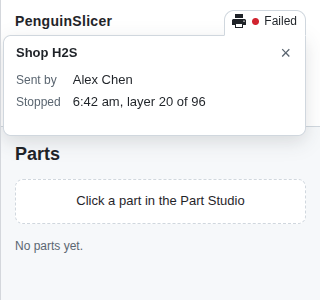 PenguinSlicer
Failed
Shop H2S
×
Sent by Alex Chen
Stopped 6:42 am, layer 20 of 96
Parts
Click a part in the Part Studio
No parts yet.